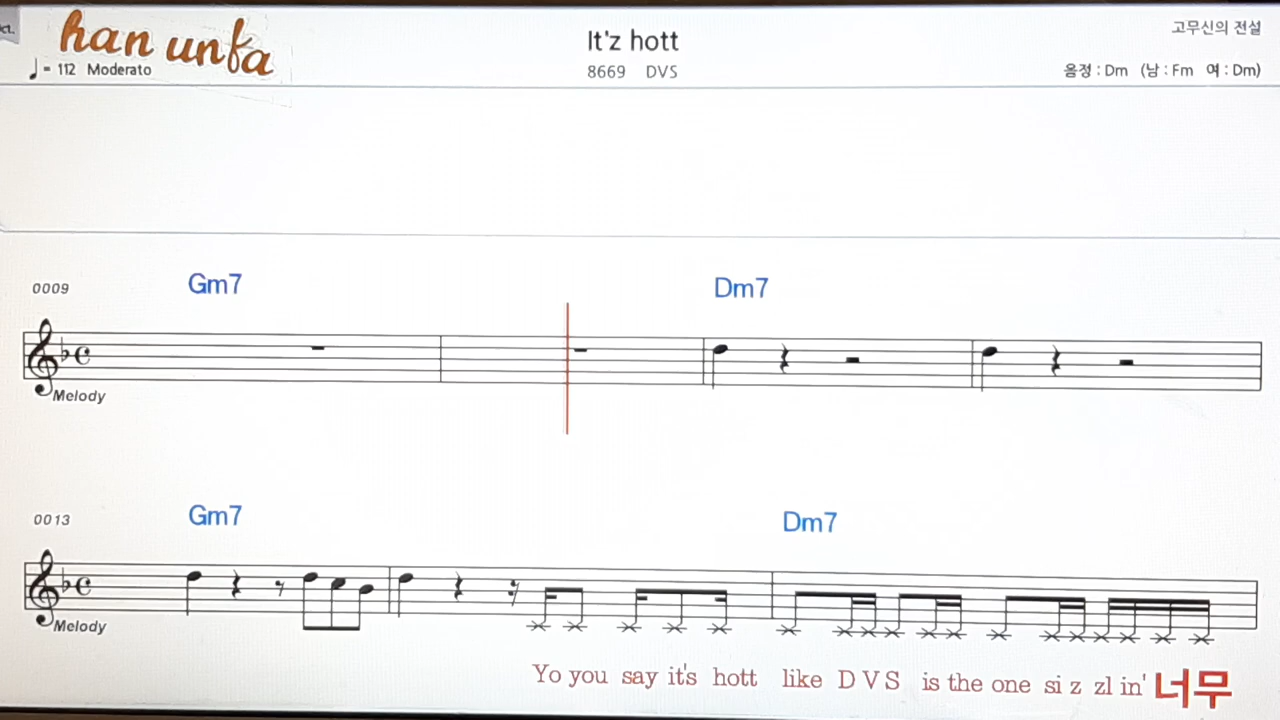 han unfa
It'z hott
고무신의 전설
♩= 112 Moderato
8669 DVS
음정 : Dm (남 : Fm 여 : Dm)
0009 Gm7 Dm7
Melody
0013 Gm7 Dm7
Melody
Yo you say it's hott like D V S is the one si z zl in' 너무